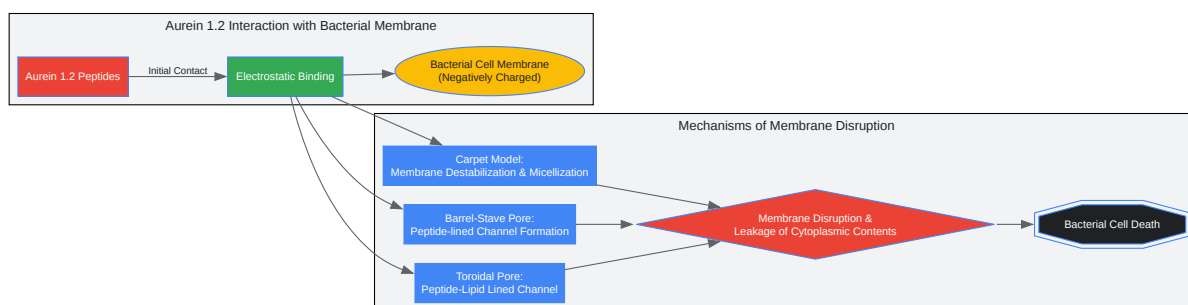 Aurein 1.2 Interaction with Bacterial Membrane
Aurein 1.2 Peptides
Initial Contact
Electrostatic Binding
Bacterial Cell Membrane
(Negatively Charged)
Mechanisms of Membrane Disruption
Carpet Model:
Membrane Destabilization & Micellization
Barrel-Stave Pore:
Peptide-lined Channel Formation
Toroidal Pore:
Peptide-Lipid Lined Channel
Membrane Disruption &
Leakage of Cytoplasmic Contents
Bacterial Cell Death